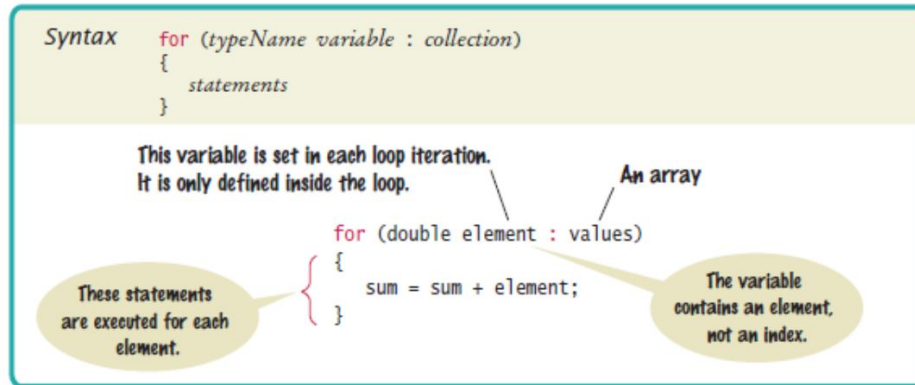 Syntax for (typeName variable : collection)
{
statements
}
This variable is set in each loop iteration.
It is only defined inside the loop.
An array
for (double element : values)
{
sum = sum + element;
}
These statements
are executed for each
element.
The variable
contains an element,
not an index.